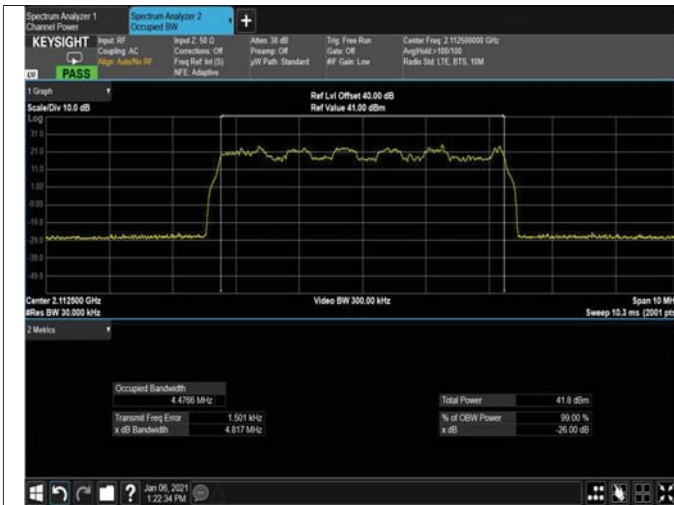 Spectrum Analyzer 1
Channel Power
Spectrum Analyzer 2
Occupied BW
KEYSIGHT
Input: RF
Coupling: AC
Align: Auto/No RF
Input Z: 50 Ω
Corrections: Off
Freq Ref: Int (S)
NFE: Adaptive
Atten: 38 dB
Preamp: Off
µW Path: Standard
Trig: Free Run
Gate: Off
#IF Gain: Low
Center Freq: 2.112500000 GHz
Avg|Hold:>100/100
Radio Std: LTE, BTS, 10M
PASS
1 Graph
Scale/Div 10.0 dB
Ref Lvl Offset 40.00 dB
Ref Value 41.00 dBm
Log
31.0
21.0
11.0
1.00
-9.00
-19.0
-29.0
-39.0
-49.0
Center 2.112500 GHz
#Res BW 30.000 kHz
Video BW 300.00 kHz
Span 10 MH
Sweep 10.3 ms (2001 pts
2 Metrics
Occupied Bandwidth
4.4766 MHz
Transmit Freq Error 1.501 kHz
x dB Bandwidth 4.817 MHz
Total Power 41.8 dBm
% of OBW Power 99.00 %
x dB -26.00 dB
Jan 06, 2021
1:22:34 PM